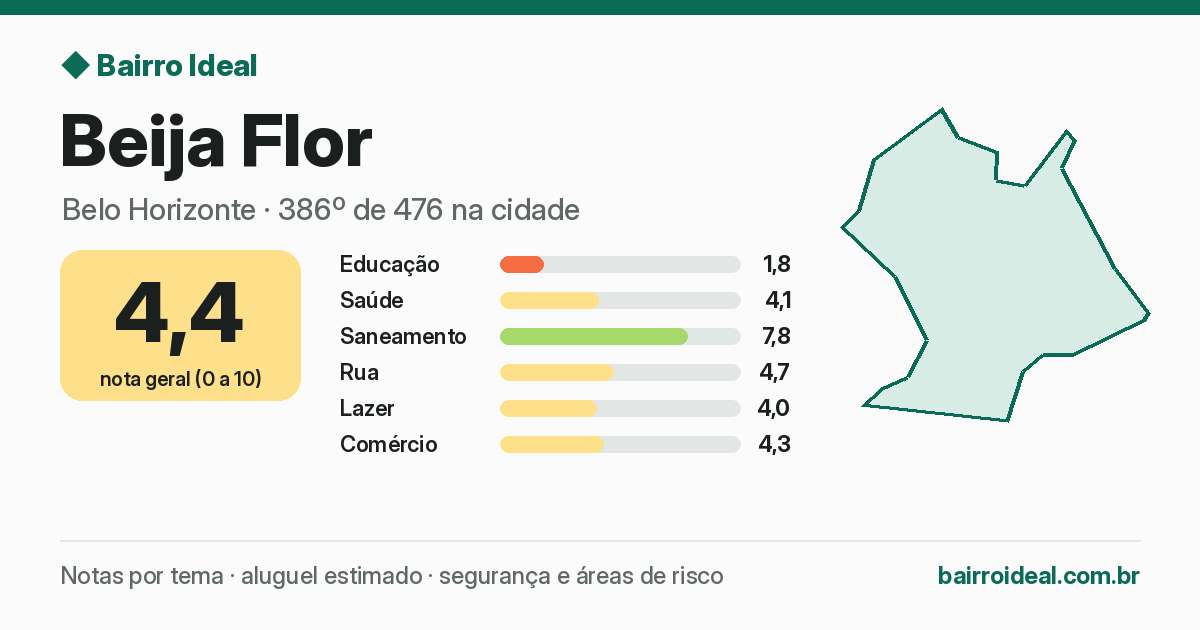 Bairro Ideal
Beija Flor
Belo Horizonte · 386º de 476 na cidade
4,4
nota geral (0 a 10)
Educação 1,8
Saúde 4,1
Saneamento 7,8
Rua 4,7
Lazer 4,0
Comércio 4,3
Notas por tema · aluguel estimado · segurança e áreas de risco
bairroideal.com.br